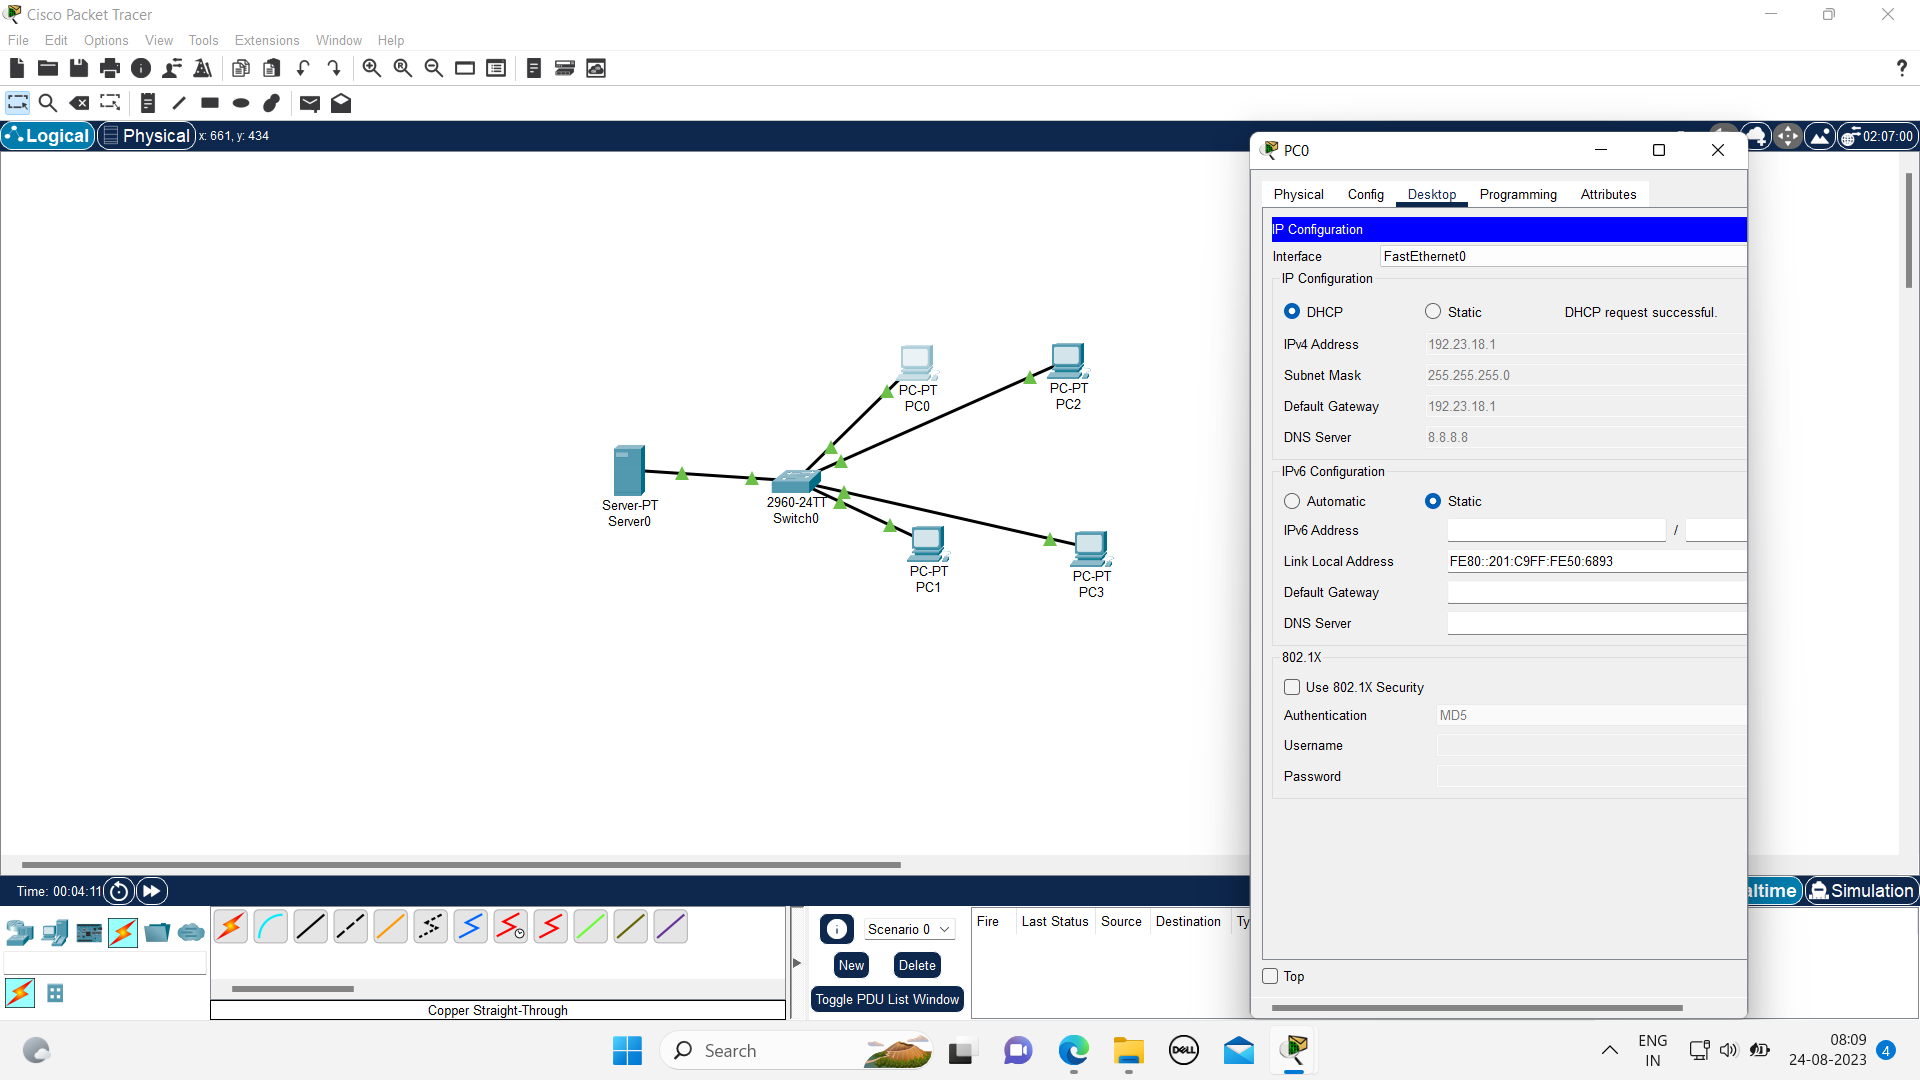 Cisco Packet Tracer
File Edit Options View Tools Extensions Window Help
?
Logical Physical x: 661, y: 434
02:07:00
PC0
Physical Config Desktop Programming Attributes
IP Configuration
Interface FastEthernet0
IP Configuration
DHCP Static DHCP request successful.
IPv4 Address 192.23.18.1
Subnet Mask 255.255.255.0
Default Gateway 192.23.18.1
DNS Server 8.8.8.8
IPv6 Configuration
Automatic Static
IPv6 Address /
Link Local Address FE80::201:C9FF:FE50:6893
Default Gateway
DNS Server
802.1X
Use 802.1X Security
Authentication MD5
Username
Password
Top
PC-PT
PC0
PC-PT
PC2
Server-PT
Server0
2960-24TT
Switch0
PC-PT
PC1
PC-PT
PC3
Time: 00:04:11
altime Simulation
Scenario 0
New Delete
Toggle PDU List Window
Fire Last Status Source Destination Ty
Copper Straight-Through
Search
DELL
ENG
IN
08:09
24-08-2023
4